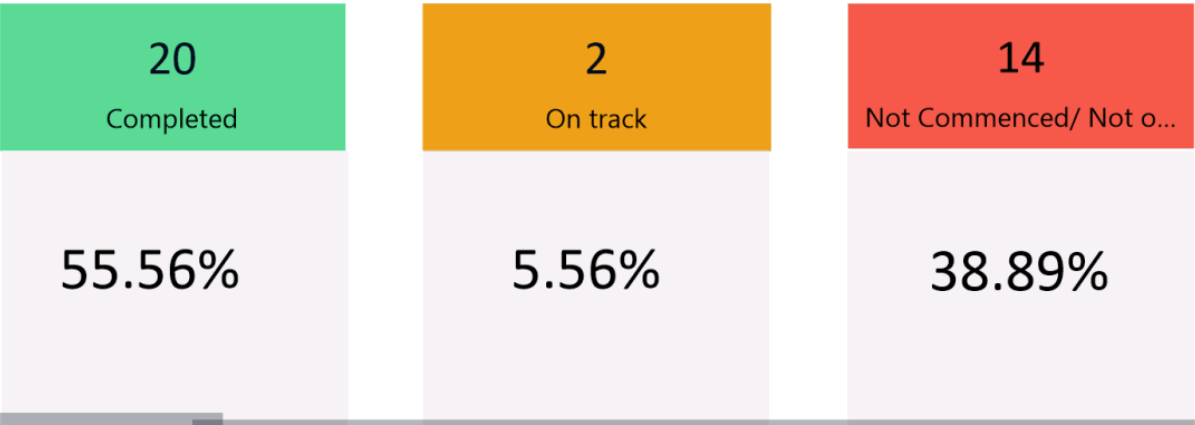 20
Completed
55.56%
2
On track
5.56%
14
Not Commenced/ Not o...
38.89%